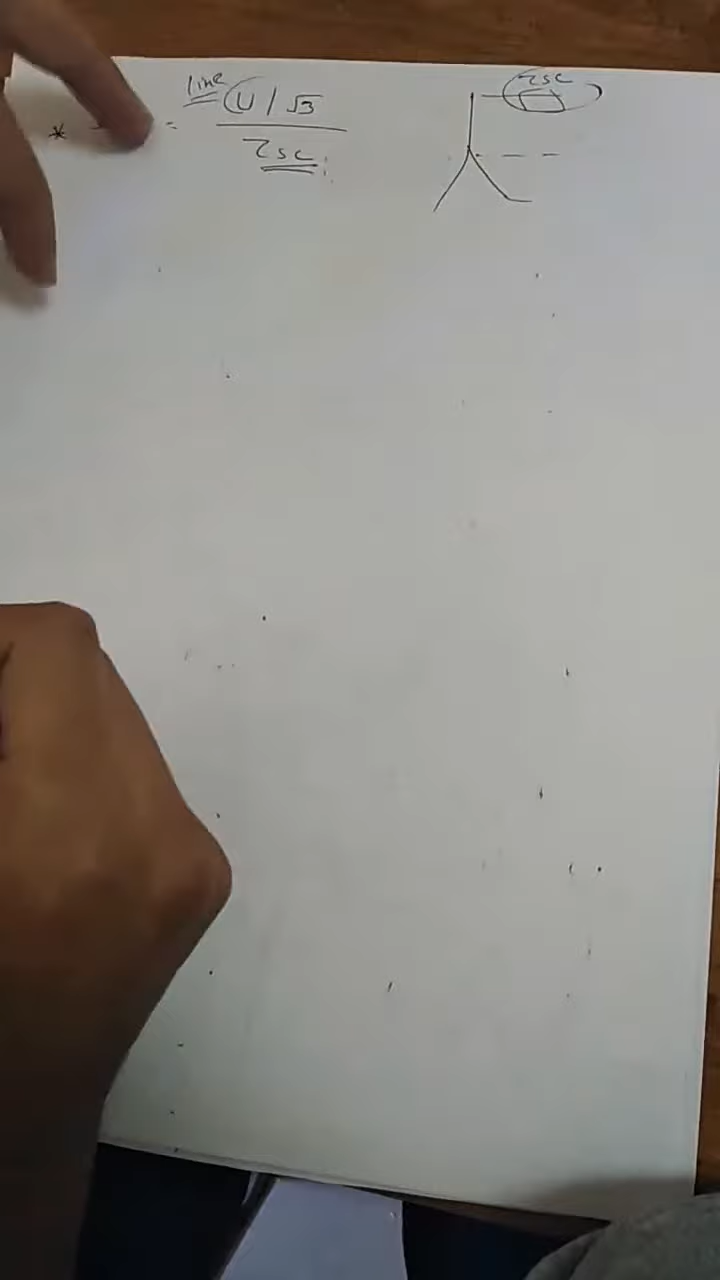 line
* = U / √3
Zsc
Zsc